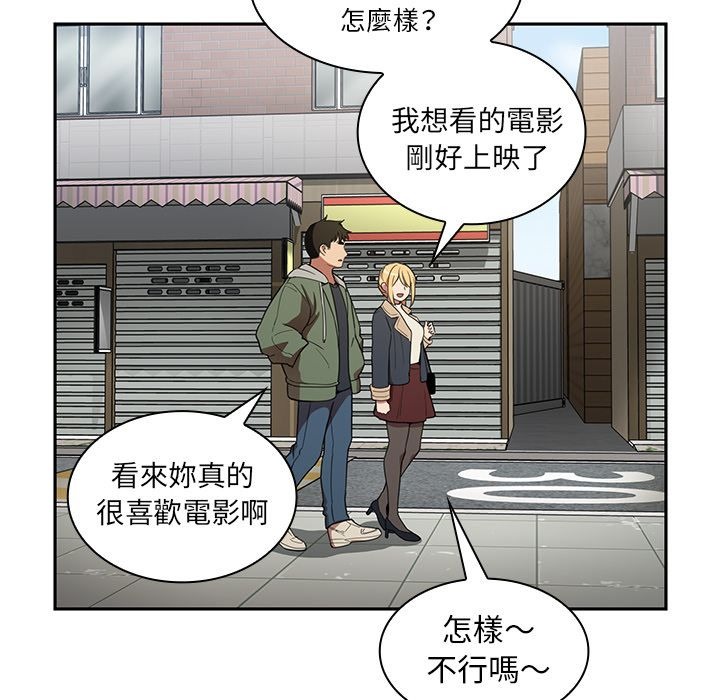 怎麼樣？
我想看的電影
剛好上映了
看來妳真的
很喜歡電影啊
30
怎樣～
不行嗎～